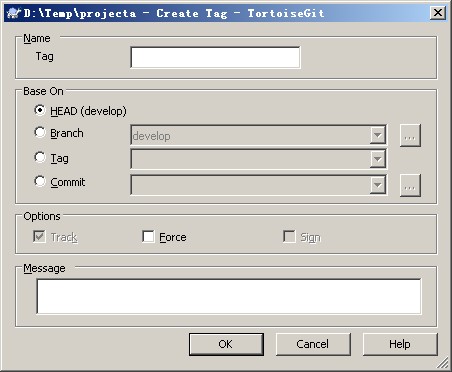 D:\Temp\projecta - Create Tag - TortoiseGit
Name
Tag
Base On
HEAD (develop)
Branch
develop
...
Tag
Commit
...
Options
Track
Force
Sign
Message
OK
Cancel
Help